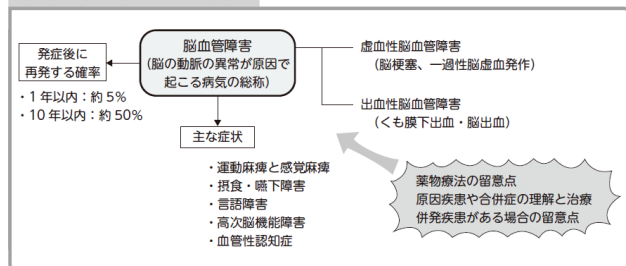 発症後に
再発する確率
・1年以内：約5%
・10年以内：約50%
脳血管障害
（脳の動脈の異常が原因で
起こる病気の総称）
虚血性脳血管障害
（脳梗塞、一過性脳虚血発作）
出血性脳血管障害
（くも膜下出血・脳出血）
主な症状
・運動麻痺と感覚麻痺
・摂食・嚥下障害
・言語障害
・高次脳機能障害
・血管性認知症
薬物療法の留意点
原因疾患や合併症の理解と治療
併発疾患がある場合の留意点